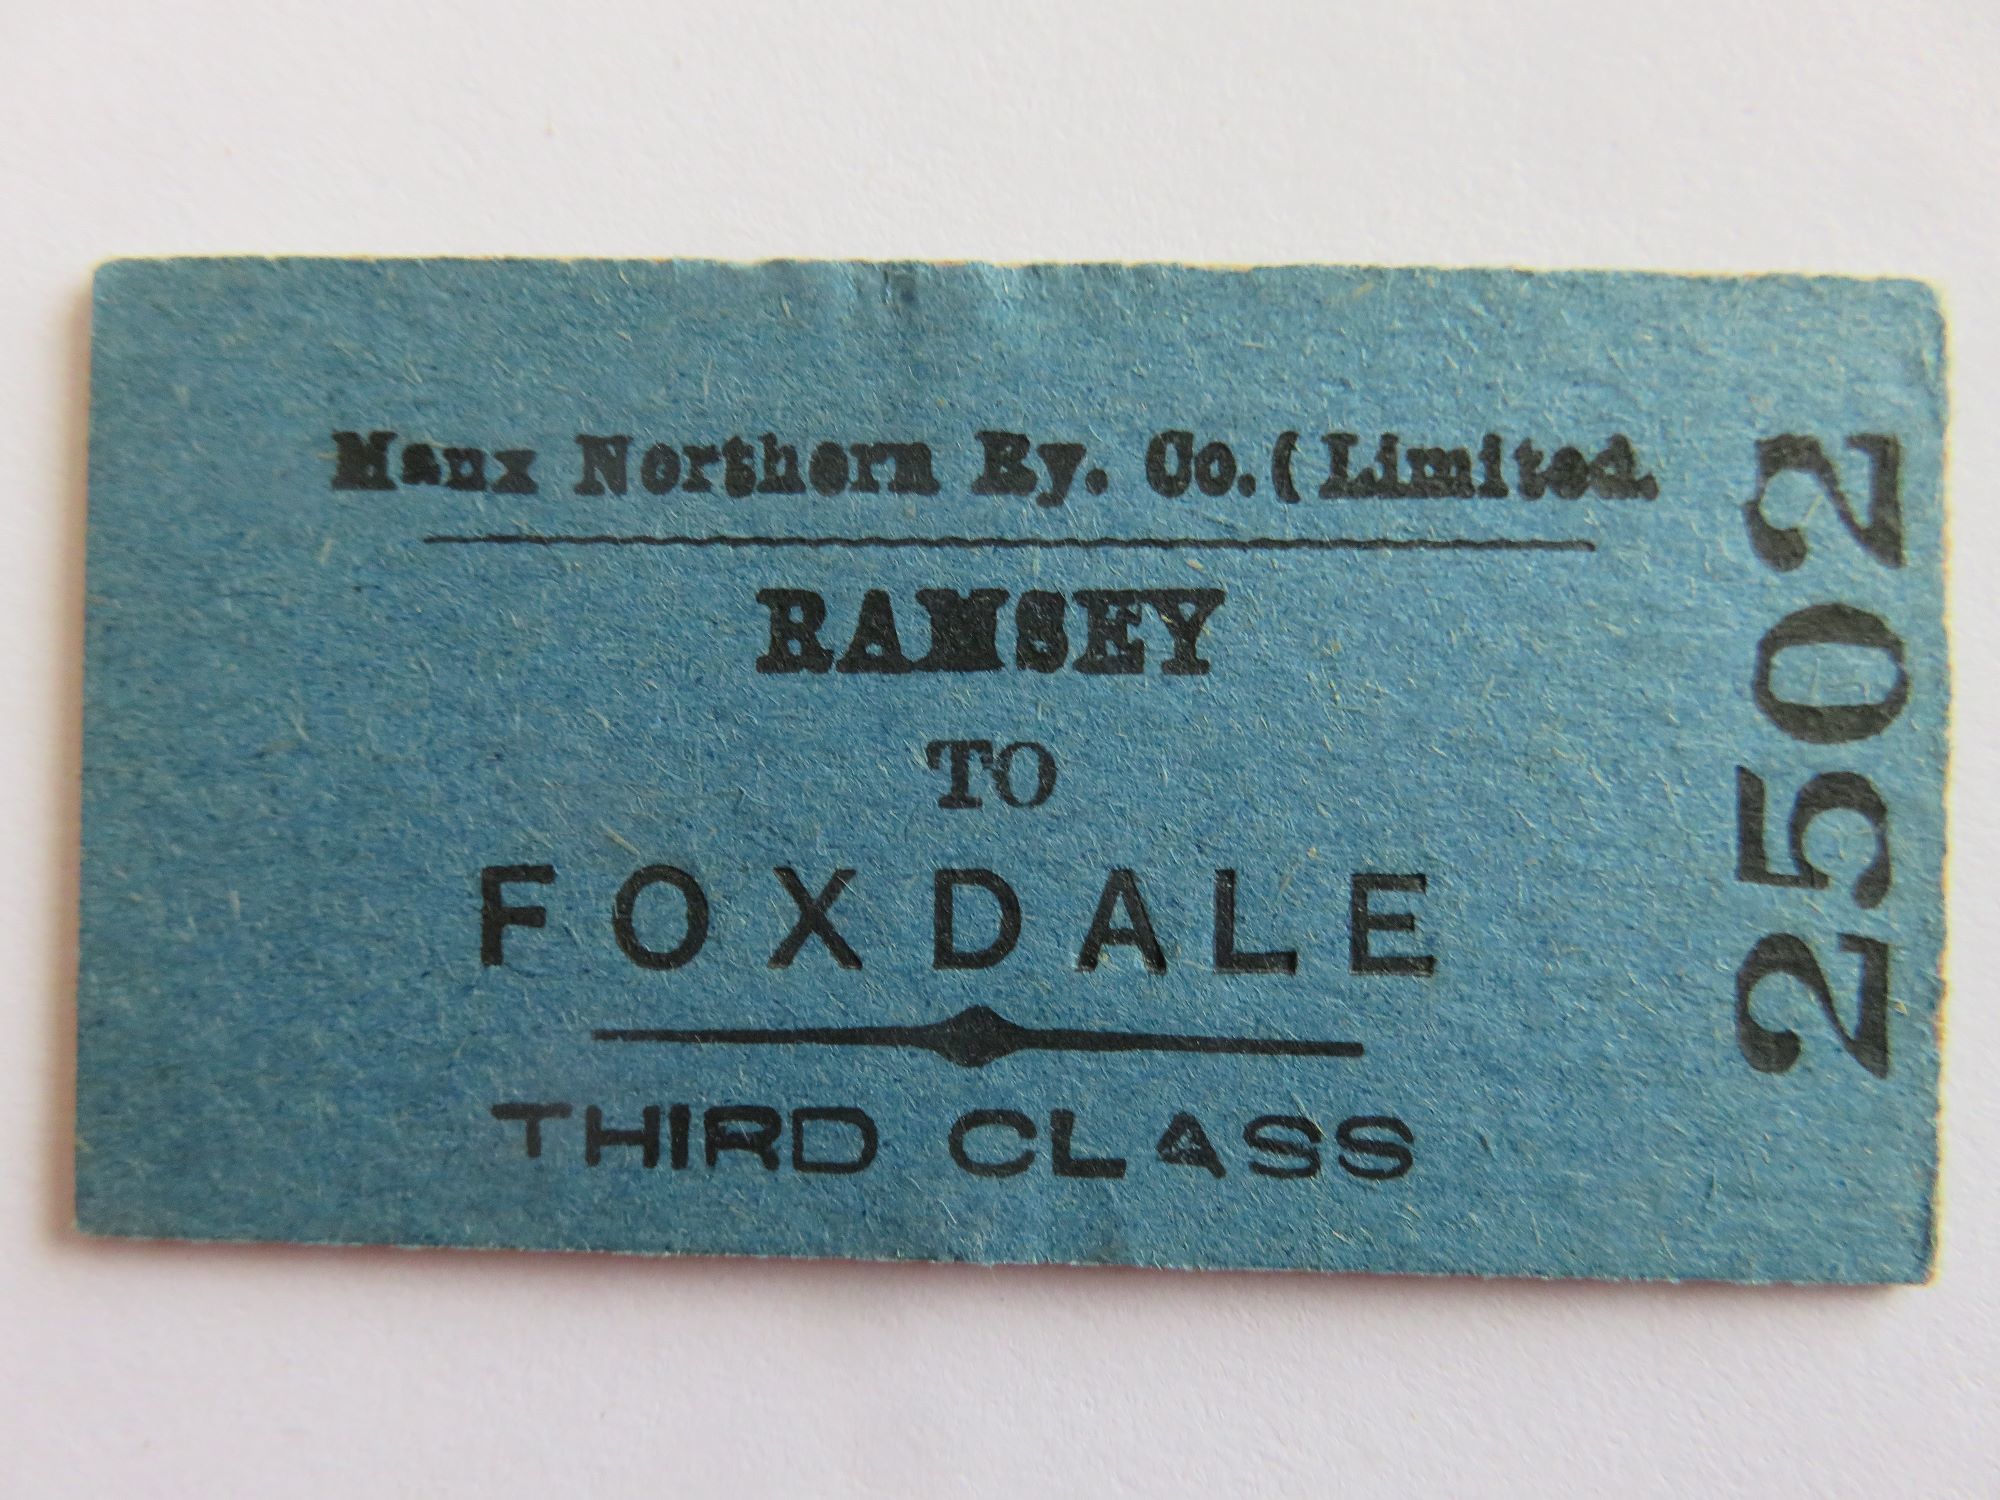 Manx Northern Ry. Co. (Limited.
RAMSEY
TO
FOXDALE
THIRD CLASS
2502